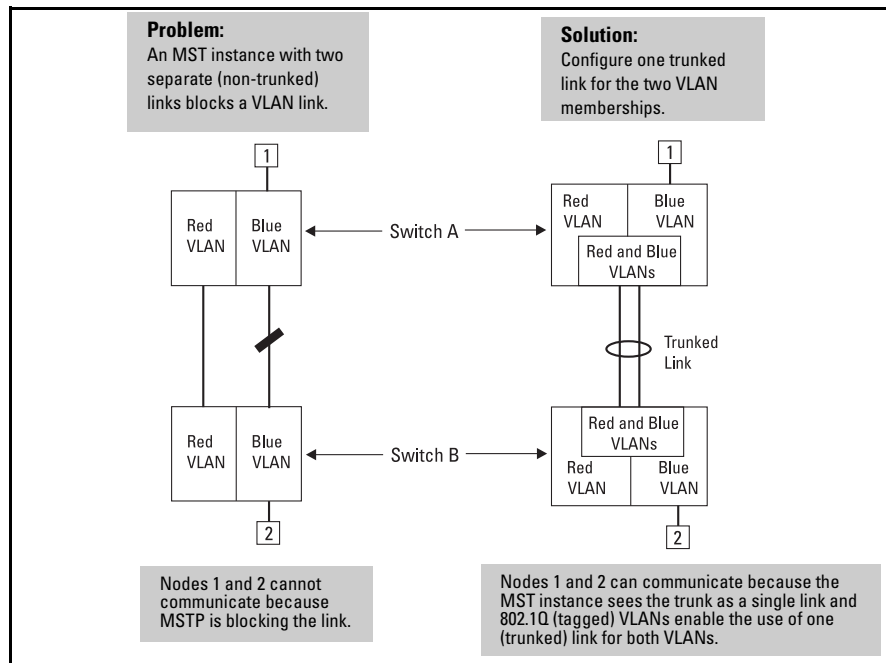 Problem:
An MST instance with two
separate (non-trunked)
links blocks a VLAN link.
Solution:
Configure one trunked
link for the two VLAN
memberships.
1
1
Red
VLAN
Blue
VLAN
Switch A
Red
VLAN
Blue
VLAN
Red and Blue
VLANs
Trunked
Link
Red
VLAN
Blue
VLAN
Switch B
Red and Blue
VLANs
Red
VLAN
Blue
VLAN
2
2
Nodes 1 and 2 cannot
communicate because
MSTP is blocking the link.
Nodes 1 and 2 can communicate because the
MST instance sees the trunk as a single link and
802.1Q (tagged) VLANs enable the use of one
(trunked) link for both VLANs.